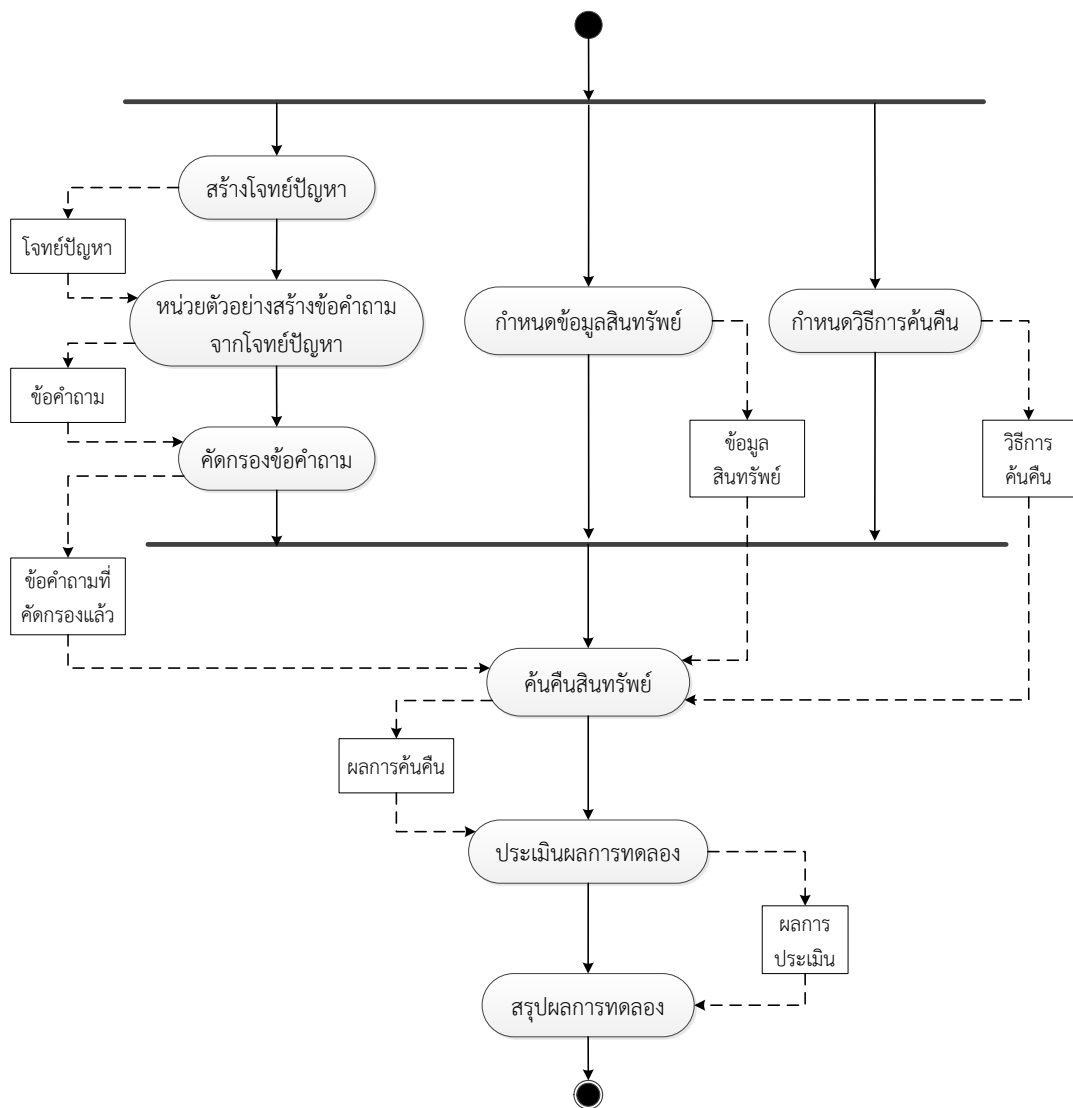 สร้างโจทย์ปัญหา
โจทย์ปัญหา
หน่วยตัวอย่างสร้างข้อคำถาม
จากโจทย์ปัญหา
กำหนดข้อมูลสินทรัพย์
กำหนดวิธีการค้นคืน
ข้อคำถาม
คัดกรองข้อคำถาม
ข้อมูล
สินทรัพย์
วิธีการ
ค้นคืน
ข้อคำถามที่
คัดกรองแล้ว
ค้นคืนสินทรัพย์
ผลการค้นคืน
ประเมินผลการทดลอง
ผลการ
ประเมิน
สรุปผลการทดลอง